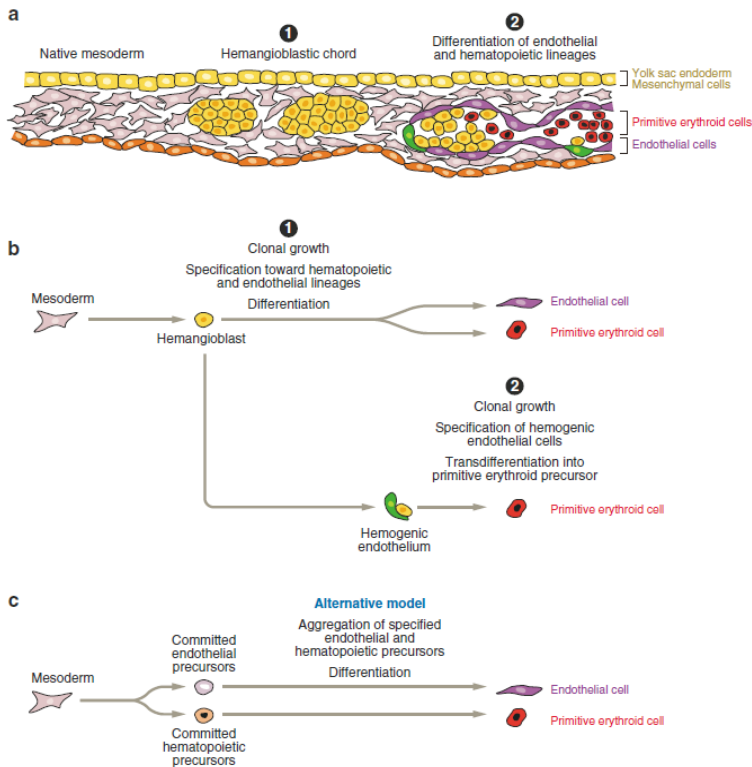 a
1
2
Native mesoderm
Hemangioblastic chord
Differentiation of endothelial
and hematopoietic lineages
Yolk sac endoderm
Mesenchymal cells
Primitive erythroid cells
Endothelial cells
b
1
Clonal growth
Specification toward hematopoietic
and endothelial lineages
Differentiation
Mesoderm
Hemangioblast
Endothelial cell
Primitive erythroid cell
2
Clonal growth
Specification of hemogenic
endothelial cells
Transdifferentiation into
primitive erythroid precursor
Hemogenic
endothelium
Primitive erythroid cell
c
Alternative model
Aggregation of specified
endothelial and
hematopoietic precursors
Differentiation
Mesoderm
Committed
endothelial
precursors
Committed
hematopoietic
precursors
Endothelial cell
Primitive erythroid cell